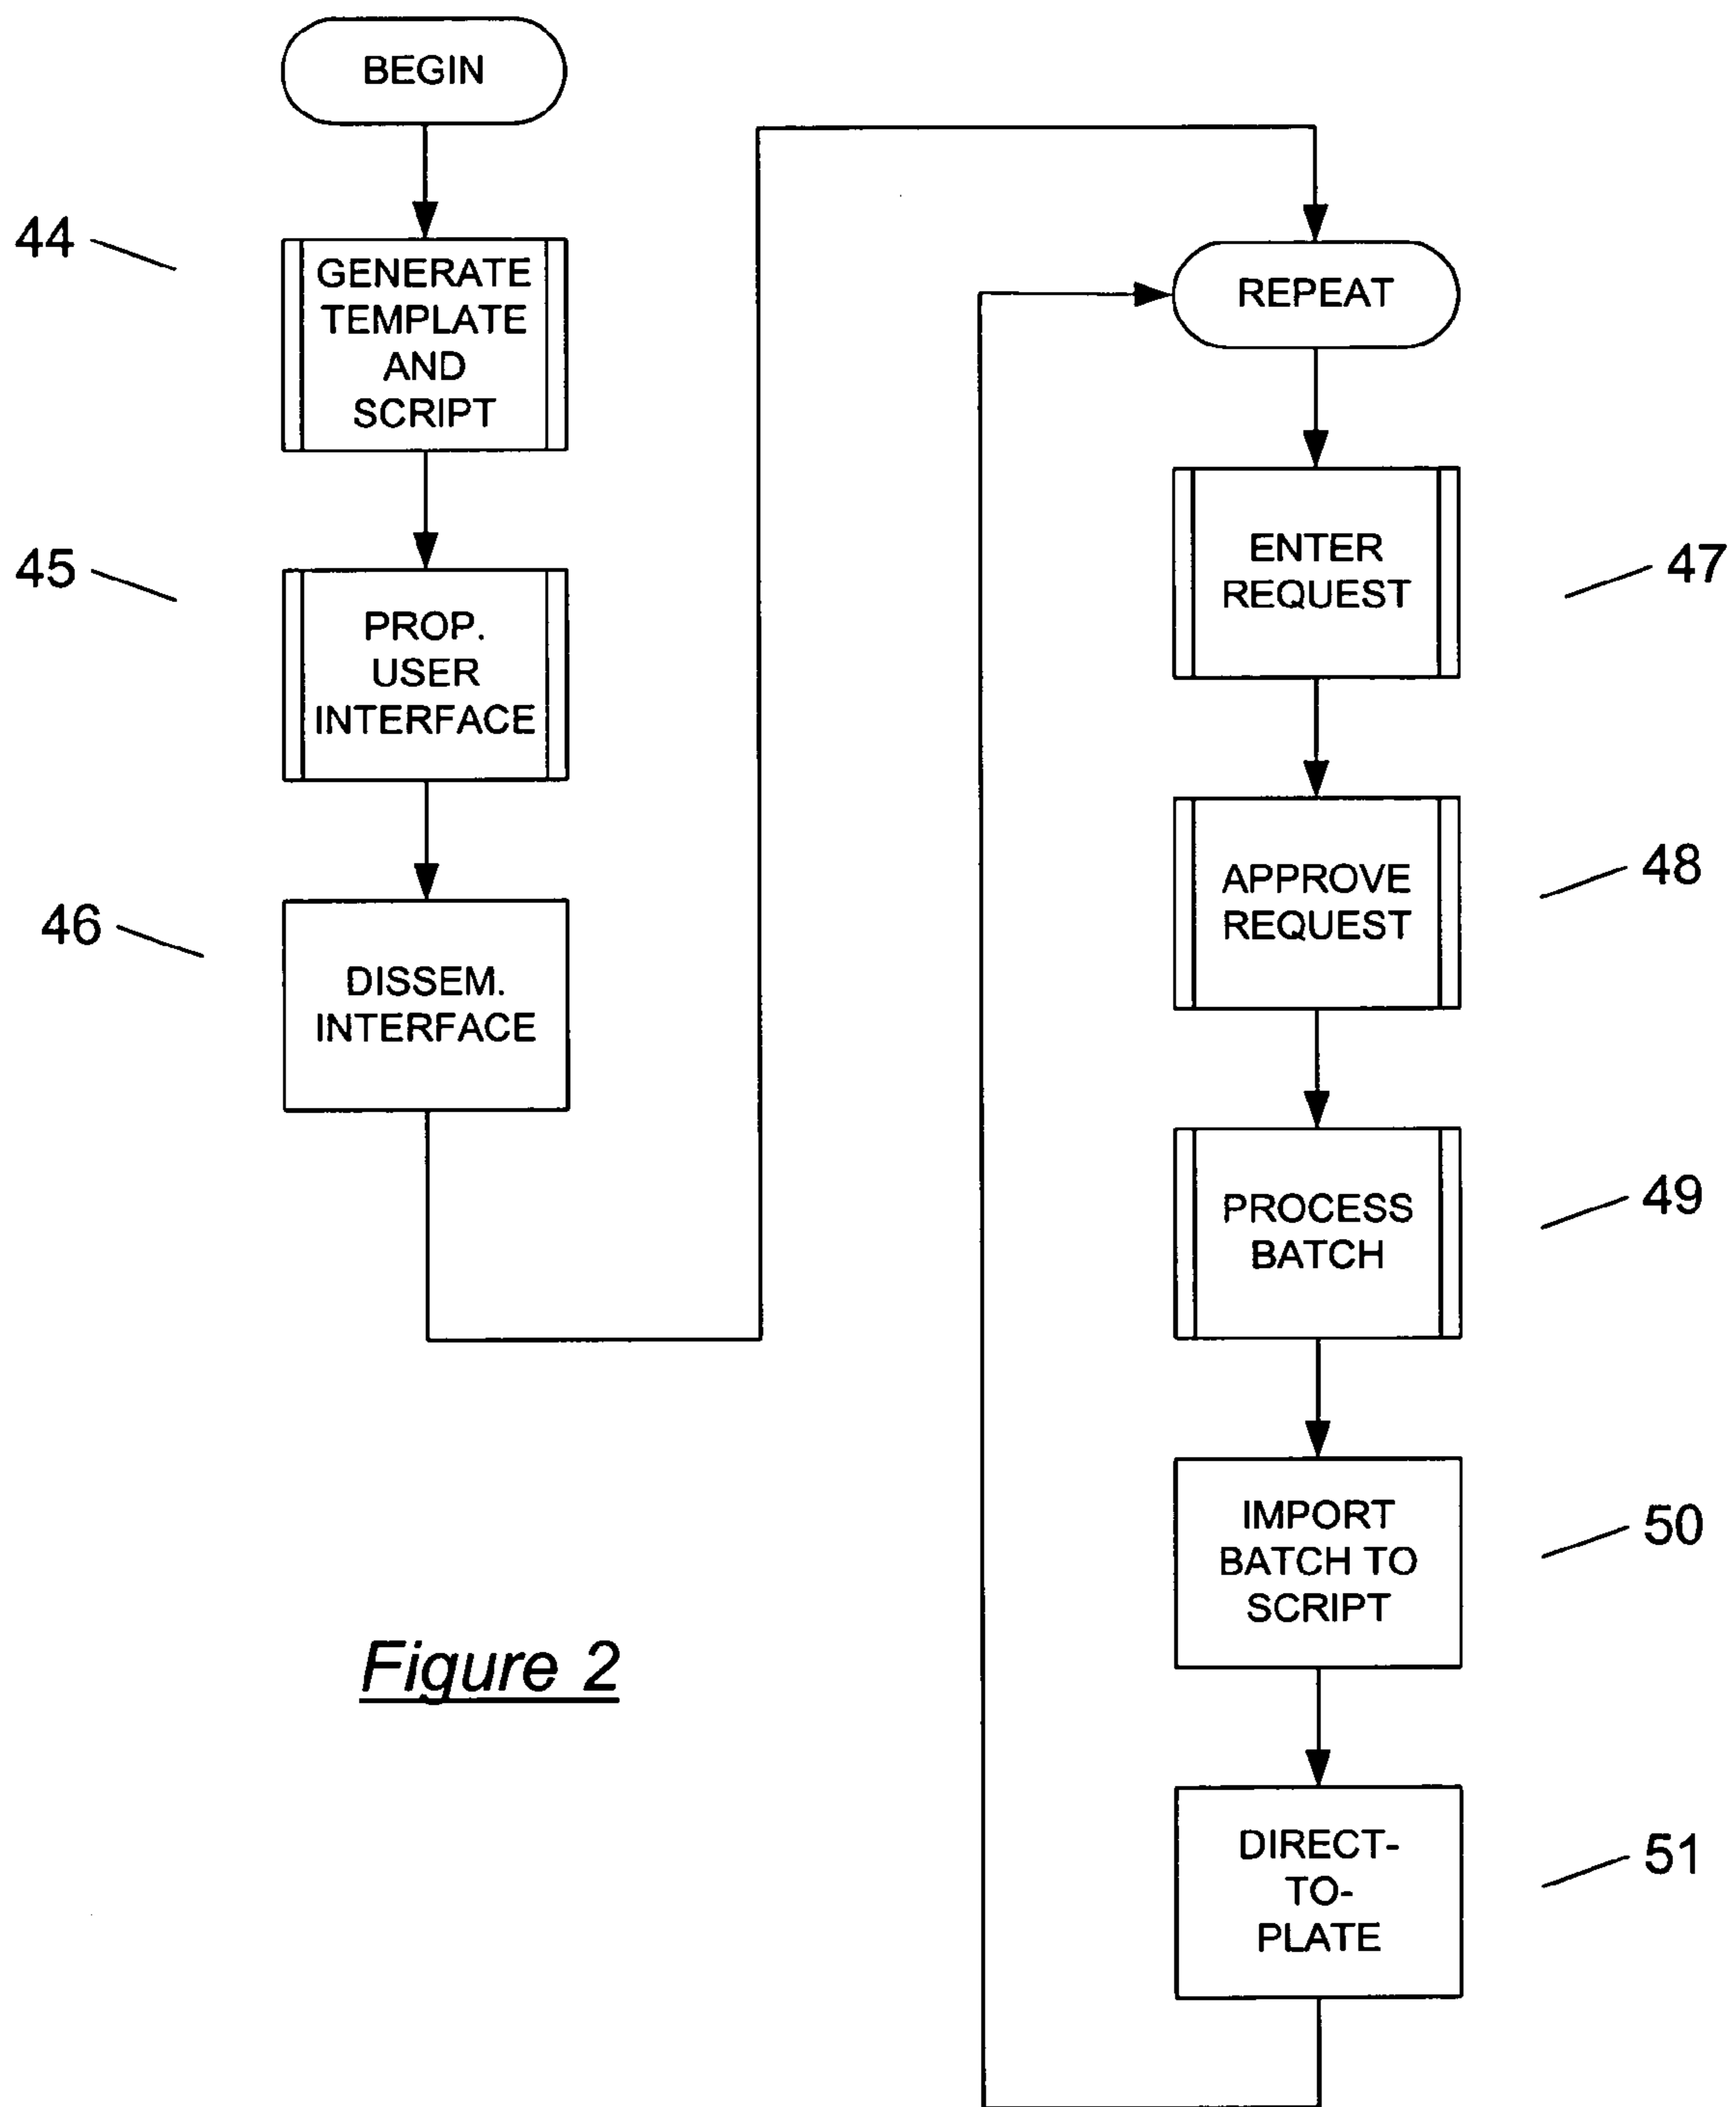 BEGIN
44
GENERATE
TEMPLATE
AND
SCRIPT
45
PROP.
USER
INTERFACE
46
DISSEM.
INTERFACE
REPEAT
ENTER
REQUEST
47
APPROVE
REQUEST
48
PROCESS
BATCH
49
IMPORT
BATCH TO
SCRIPT
50
DIRECT-
TO-
PLATE
51
Figure 2